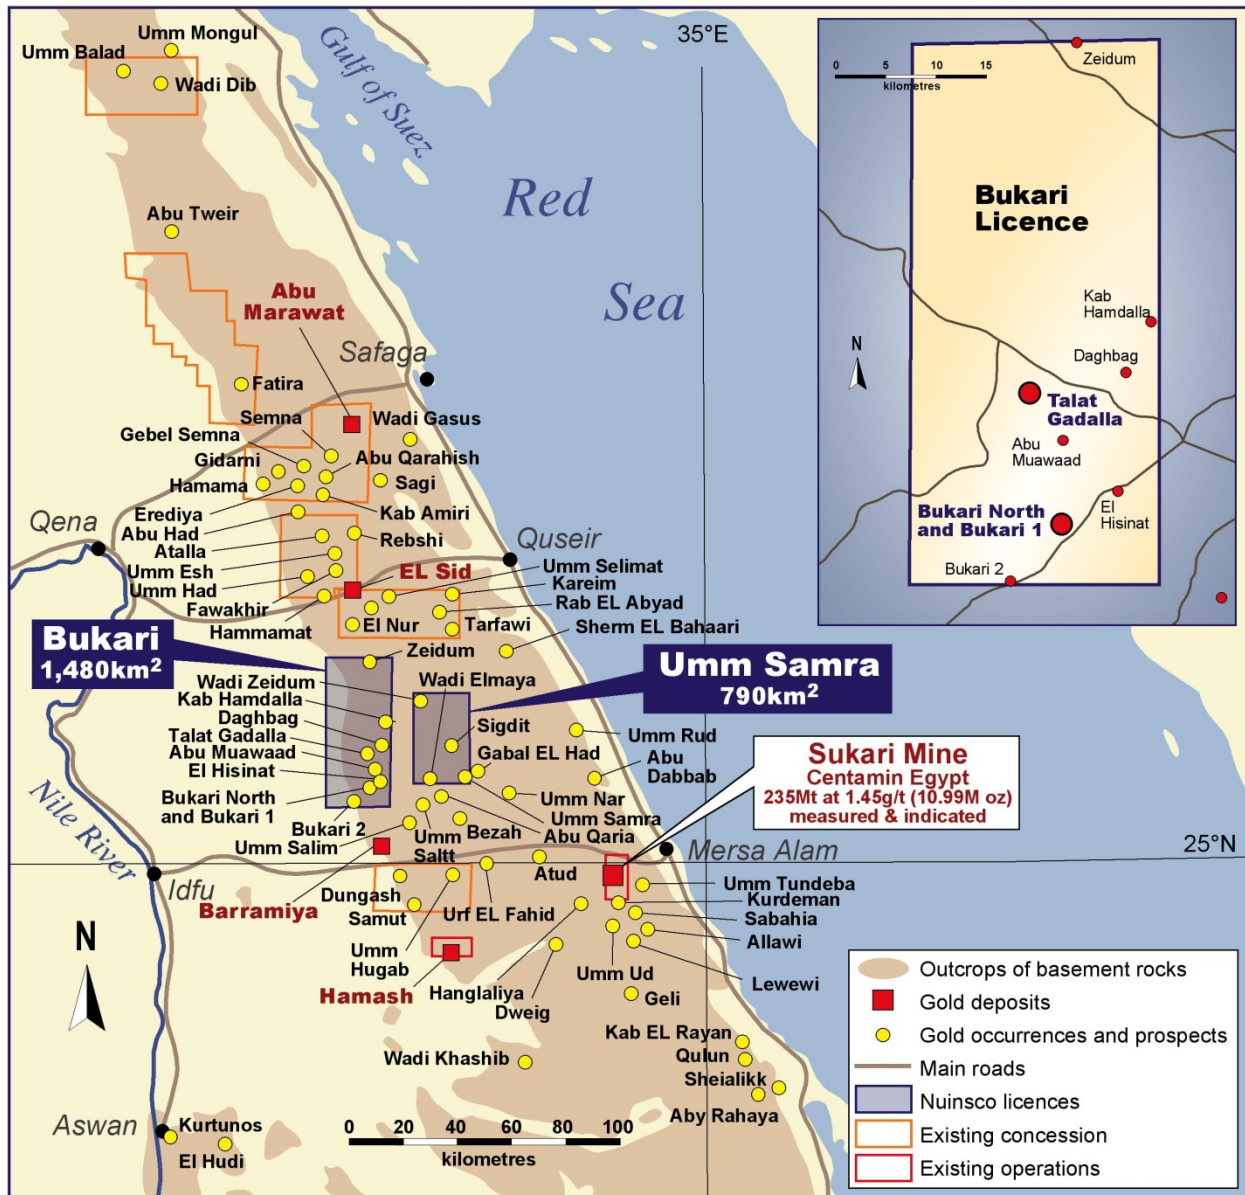 Umm Mongul
Umm Balad
Wadi Dib
Gulf of Suez
35°E
Red
Sea
Abu Tweir
Abu
Marawat
Safaga
Fatira
Semna
Wadi Gasus
Gebel Semna
Abu Qarahish
Gidarni
Hamama
Sagi
Erediya
Kab Amiri
Qena
Abu Had
Rebshi
Quseir
Atalla
Umm Esh
EL Sid
Umm Selimat
Umm Had
Kareim
Fawakhir
Rab EL Abyad
Hammamat
El Nur
Tarfawi
Sherm EL Bahaari
Bukari
1,480km²
Zeidum
Umm Samra
790km²
Wadi Zeidum
Wadi Elmaya
Kab Hamdalla
Daghbag
Sigdit
Talat Gadalla
Umm Rud
Abu Muawaad
Gabal EL Had
Abu
Dabbab
El Hisinat
Bukari North
and Bukari 1
Umm Nar
Umm Samra
Bukari 2
Abu Qaria
Umm Salim
Umm
Saltt
Bezah
Sukari Mine
Centamin Egypt
235Mt at 1.45g/t (10.99M oz)
measured & indicated
Nile River
Mersa Alam
25°N
Idfu
Atud
Barramiya
Dungash
Samut
Urf EL Fahid
Umm Tundeba
Kurdeman
Sabahia
Allawi
Umm
Hugab
Umm Ud
Lewewi
Hamash
Hanglaliya
Dweig
Geli
N
Kab EL Rayan
Wadi Khashib
Qulun
Sheialikk
Aby Rahaya
Aswan
Kurtunos
El Hudi
0 20 40 60 80 100
kilometres
Zeidum
0 5 10 15
kilometres
Bukari
Licence
Kab
Hamdalla
N
Daghbag
Talat
Gadalla
Abu
Muawaad
Bukari North
and Bukari 1
El
Hisinat
Bukari 2
Outcrops of basement rocks
Gold deposits
Gold occurrences and prospects
Main roads
Nuinsco licences
Existing concession
Existing operations